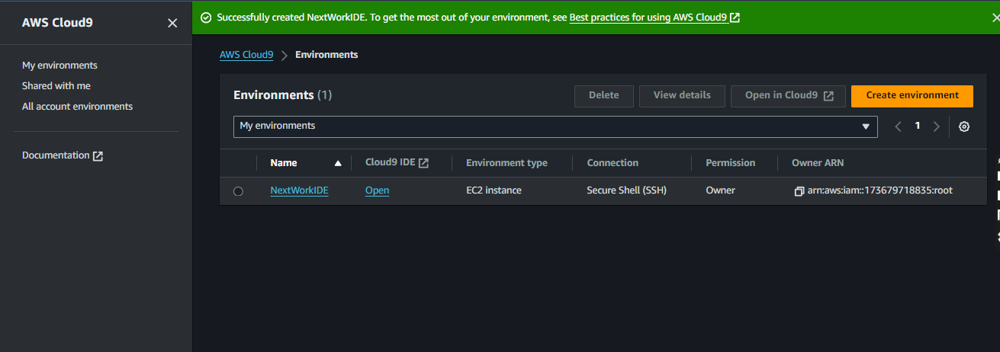 AWS Cloud9
My environments
Shared with me
All account environments
Documentation
Successfully created NextWorkIDE. To get the most out of your environment, see Best practices for using AWS Cloud9
AWS Cloud9 Environments
Environments (1)
Delete View details Open in Cloud9 Create environment
My environments 1
Name Cloud9 IDE Environment type Connection Permission Owner ARN
NextWorkIDE Open EC2 instance Secure Shell (SSH) Owner arn:aws:iam::173679718835:root